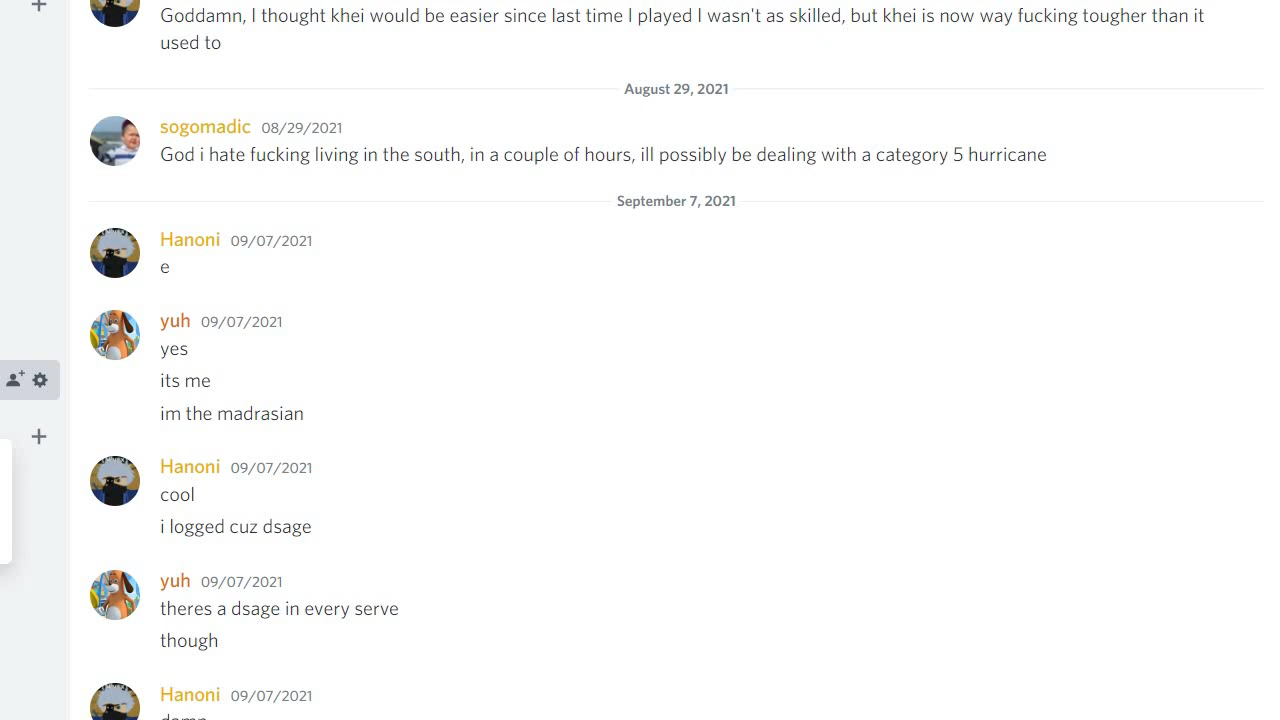 Goddamn, I thought khei would be easier since last time I played I wasn't as skilled, but khei is now way fucking tougher than it
used to
August 29, 2021
sogomadic 08/29/2021
God i hate fucking living in the south, in a couple of hours, ill possibly be dealing with a category 5 hurricane
September 7, 2021
Hanoni 09/07/2021
e
yuh 09/07/2021
yes
its me
im the madrasian
Hanoni 09/07/2021
cool
i logged cuz dsage
yuh 09/07/2021
theres a dsage in every serve
though
Hanoni 09/07/2021
damn